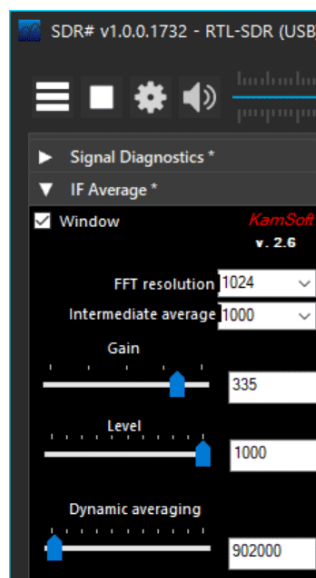 SDR# v1.0.0.1732 - RTL-SDR (USB
Signal Diagnostics *
IF Average *
Window KamSoft
v. 2.6
FFT resolution 1024
Intermediate average 1000
Gain
335
Level
1000
Dynamic averaging
902000